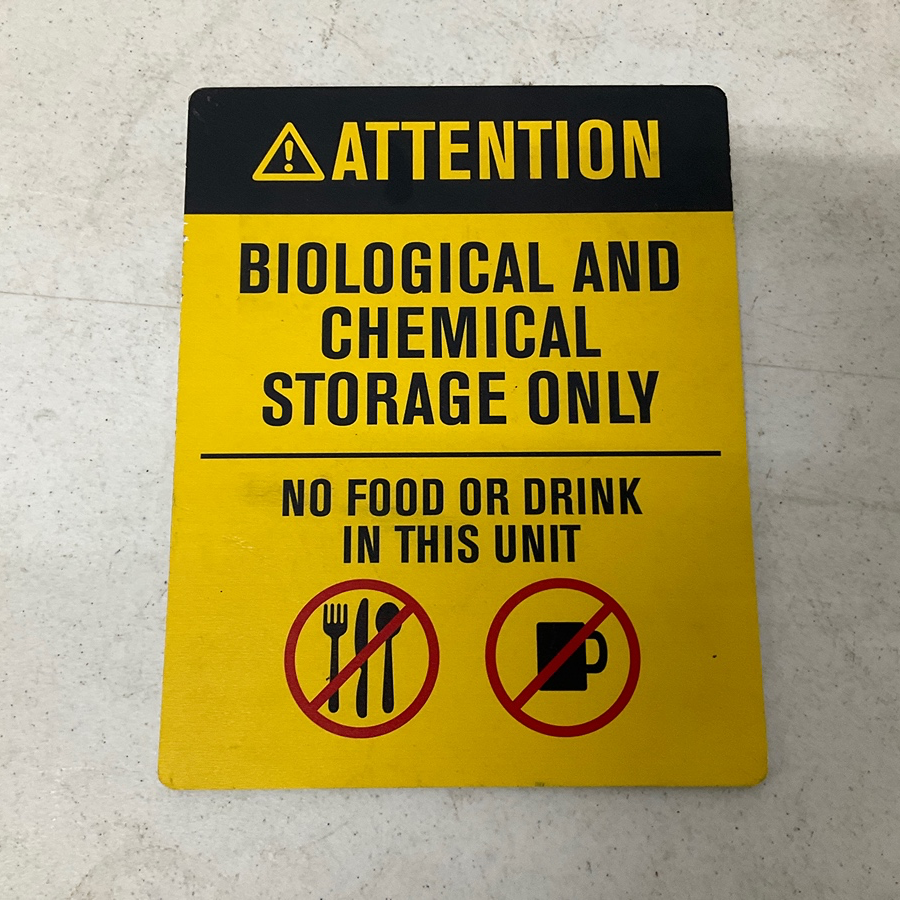 ATTENTION
BIOLOGICAL AND
CHEMICAL
STORAGE ONLY
NO FOOD OR DRINK
IN THIS UNIT